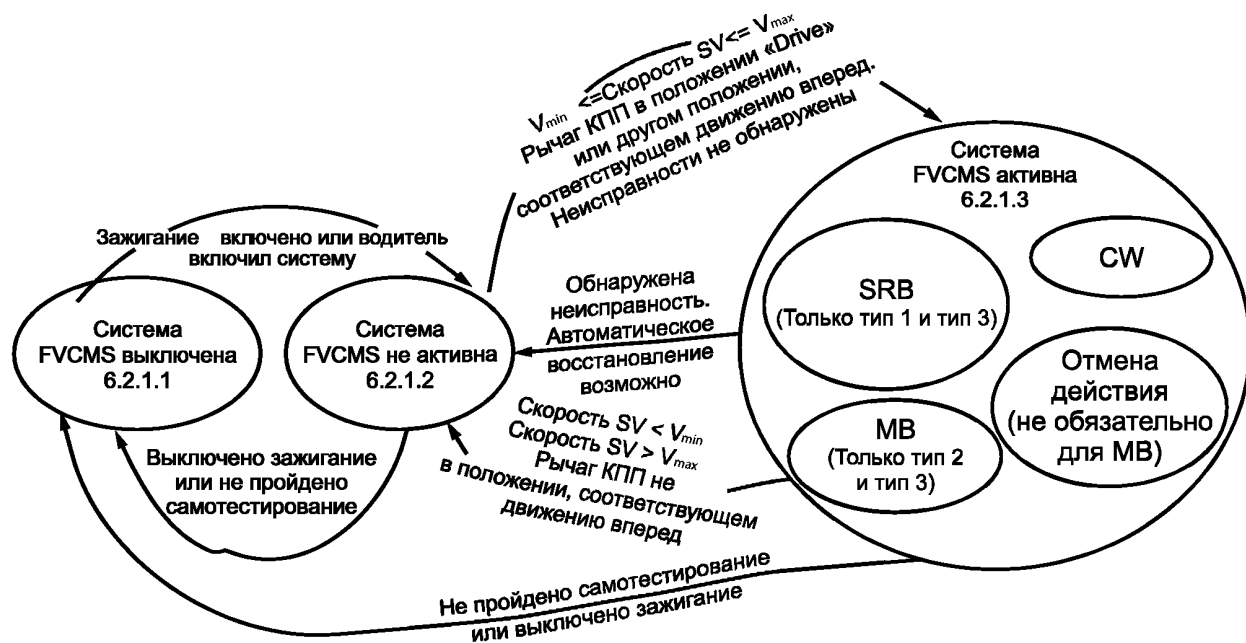 V min <=Скорость SV<= V max
Рычаг КПП в положении «Drive»
или другом положении,
соответствующем движению вперед.
Неисправности не обнаружены
Зажигание включено или водитель
включил систему
Система
FVCMS выключена
6.2.1.1
Система
FVCMS не активна
6.2.1.2
Обнаружена
неисправность.
Автоматическое
восстановление
возможно
Система
FVCMS активна
6.2.1.3
CW
SRB
(Только тип 1 и тип 3)
Отмена
действия
(не обязательно
для MB)
MB
(Только тип 2
и тип 3)
Скорость SV < V min
Скорость SV > V max
Рычаг КПП не
в положении, соответствующем
движению вперед
Выключено зажигание
или не пройдено
самотестирование
Не пройдено самотестирование
или выключено зажигание